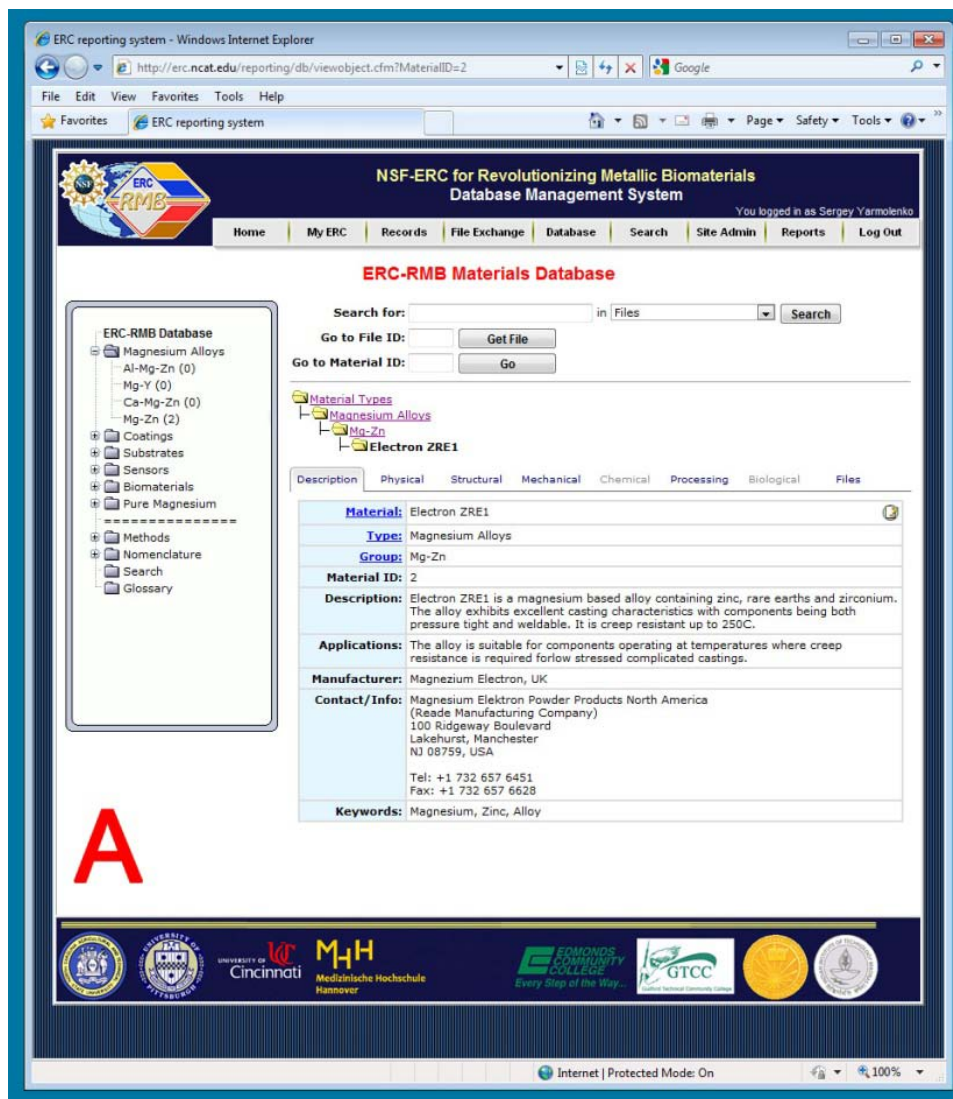 ERC reporting system - Windows Internet Explorer
http://erc.ncat.edu/reporting/db/viewobject.cfm?MaterialID=2
Google
File Edit View Favorites Tools Help
Favorites ERC reporting system Page Safety Tools
NSF
ERC
RMB
NSF-ERC for Revolutionizing Metallic Biomaterials
Database Management System
You logged in as Sergey Yarmolenko
Home My ERC Records File Exchange Database Search Site Admin Reports Log Out
ERC-RMB Materials Database
Search for: in Files Search
Go to File ID: Get File
Go to Material ID: Go
ERC-RMB Database
Magnesium Alloys
Al-Mg-Zn (0)
Mg-Y (0)
Ca-Mg-Zn (0)
Mg-Zn (2)
Coatings
Substrates
Sensors
Biomaterials
Pure Magnesium
================
Methods
Nomenclature
Search
Glossary
Material Types
Magnesium Alloys
Mg-Zn
Electron ZRE1
Description Physical Structural Mechanical Chemical Processing Biological Files
Material: Electron ZRE1
Type: Magnesium Alloys
Group: Mg-Zn
Material ID: 2
Description: Electron ZRE1 is a magnesium based alloy containing zinc, rare earths and zirconium.
The alloy exhibits excellent casting characteristics with components being both
pressure tight and weldable. It is creep resistant up to 250C.
Applications: The alloy is suitable for components operating at temperatures where creep
resistance is required forlow stressed complicated castings.
Manufacturer: Magnezium Electron, UK
Contact/Info: Magnesium Elektron Powder Products North America
(Reade Manufacturing Company)
100 Ridgeway Boulevard
Lakehurst, Manchester
NJ 08759, USA
Tel: +1 732 657 6451
Fax: +1 732 657 6628
Keywords: Magnesium, Zinc, Alloy
A
UNIVERSITY OF
PITTSBURGH
UNIVERSITY OF UC
Cincinnati
MHH
Medizinische Hochschule
Hannover
EDMONDS
COMMUNITY
COLLEGE
Every Step of the Way...
GTCC
Guilford Technical Community College
Internet | Protected Mode: On 100%